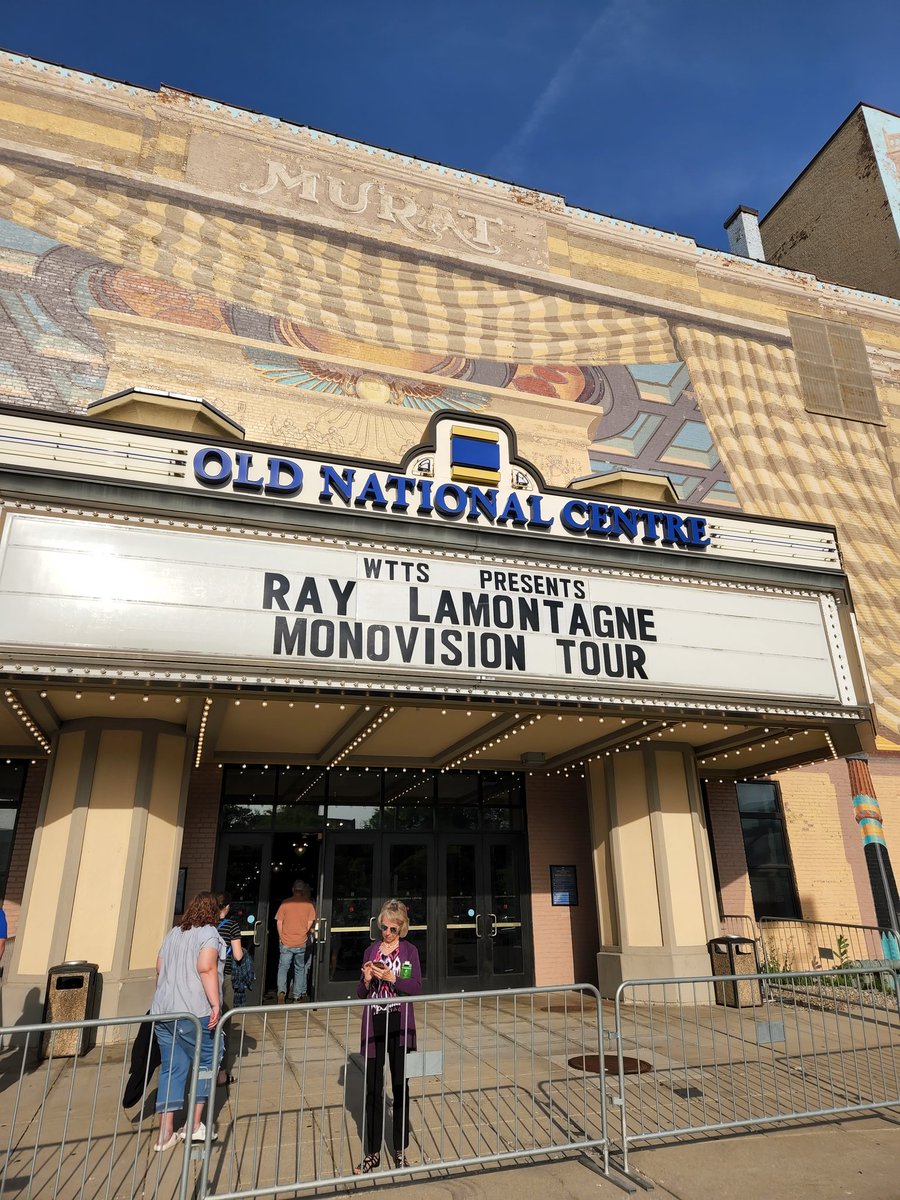 MURAT
OLD NATIONAL CENTRE
WTTS PRESENTS
RAY LAMONTAGNE
MONOVISION TOUR